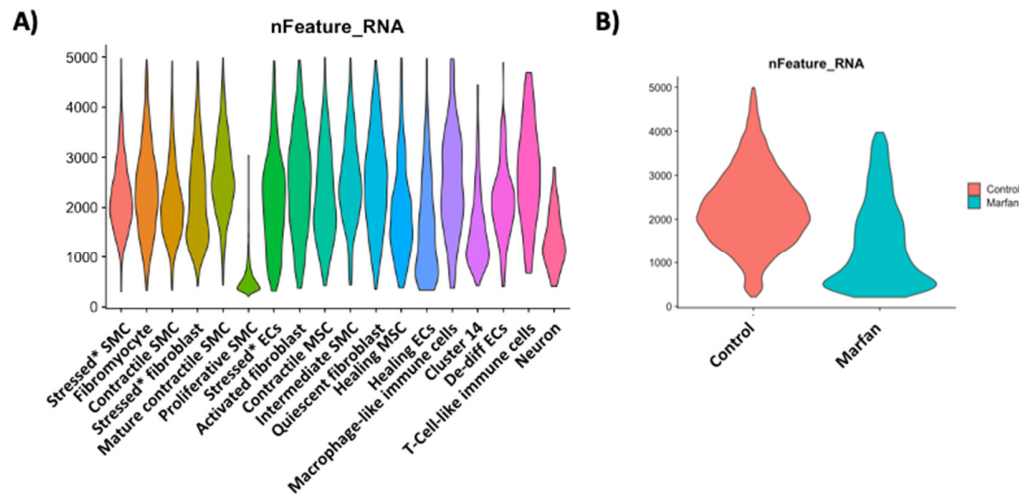 A)
nFeature_RNA
5000
4000
3000
2000
1000
0
Stressed* SMC
Fibromyocyte
Contractile SMC
Stressed* fibroblast
Mature contractile SMC
Proliferative SMC
Stressed* ECs
Activated fibroblast
Contractile MSC
Intermediate SMC
Quiescent fibroblast
Healing MSC
Healing ECs
Macrophage-like immune cells
Cluster 14
De-diff ECs
T-Cell-like immune cells
Neuron
B)
nFeature_RNA
5000
4000
3000
2000
1000
0
Control
Marfan
Control
Marfan